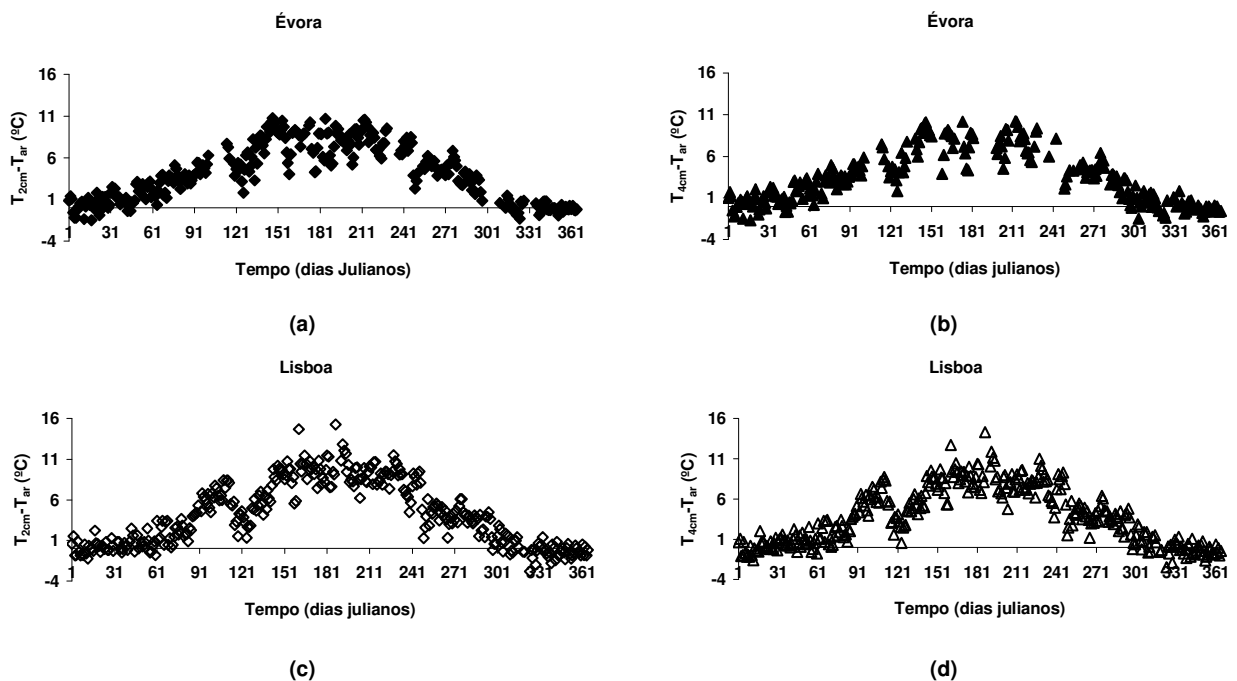 Évora
T2cm-Tar (ºC)
16
11
6
1
-4
1 31 61 91 121 151 181 211 241 271 301 331 361
Tempo (dias Julianos)
(a)
Évora
T4cm-Tar (ºC)
16
11
6
1
-4
1 31 61 91 121 151 181 211 241 271 301 331 361
Tempo (dias julianos)
(b)
Lisboa
T2cm-Tar (ºC)
16
11
6
1
-4
1 31 61 91 121 151 181 211 241 271 301 331 361
Tempo (dias julianos)
(c)
Lisboa
T4cm-Tar (ºC)
16
11
6
1
-4
1 31 61 91 121 151 181 211 241 271 301 331 361
Tempo (dias julianos)
(d)